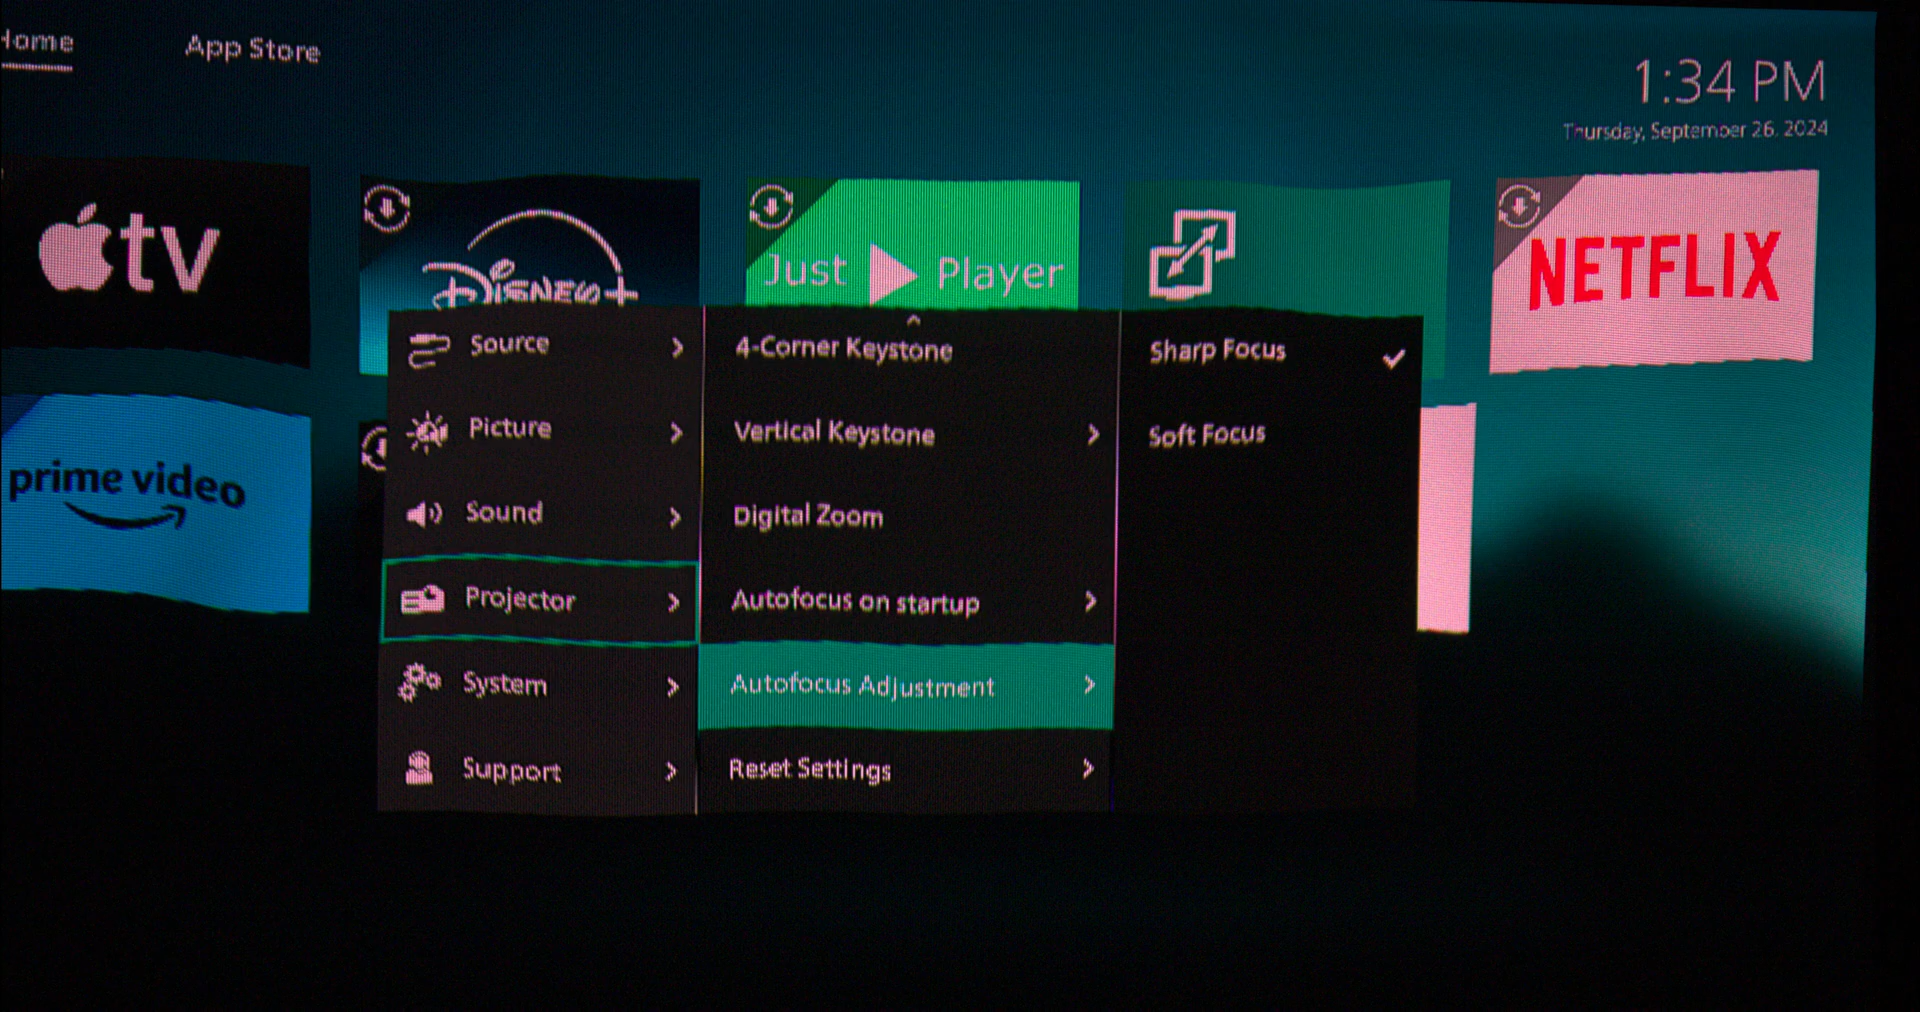 Home
App Store
1:34 PM
Thursday, September 26, 2024
tv
Disney+
Just Player
NETFLIX
prime video
Source
Picture
Sound
Projector
System
Support
4-Corner Keystone
Vertical Keystone
Digital Zoom
Autofocus on startup
Autofocus Adjustment
Reset Settings
Sharp Focus
Soft Focus